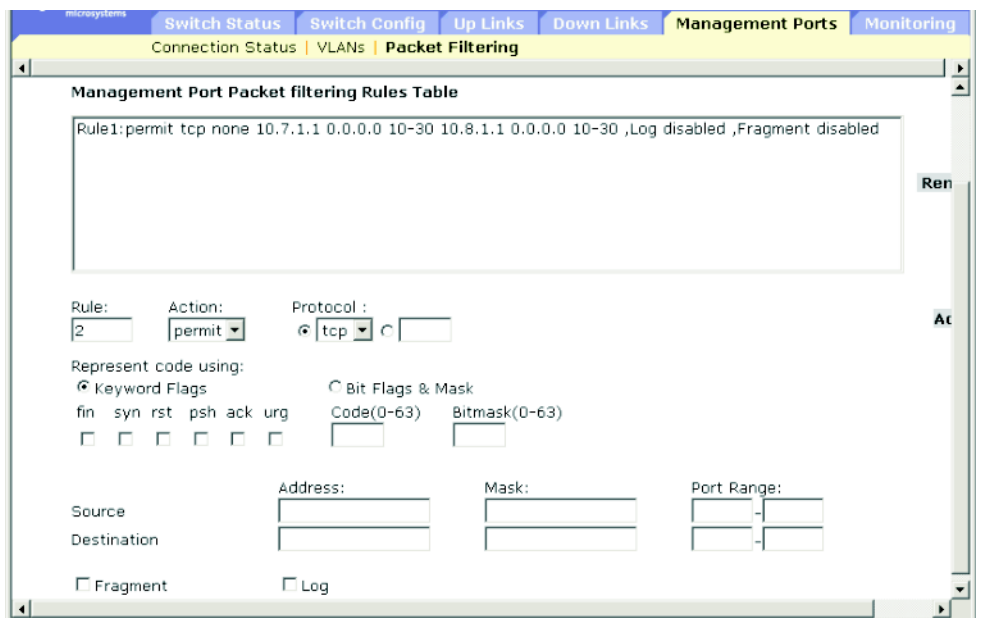 microsystems
Switch Status Switch Config Up Links Down Links Management Ports Monitoring
Connection Status | VLANs | Packet Filtering
Management Port Packet filtering Rules Table
Rule1:permit tcp none 10.7.1.1 0.0.0.0 10-30 10.8.1.1 0.0.0.0 10-30 ,Log disabled ,Fragment disabled
Ren
Rule: Action: Protocol :
2 permit tcp
Ac
Represent code using:
Keyword Flags Bit Flags & Mask
fin syn rst psh ack urg Code(0-63) Bitmask(0-63)
Address: Mask: Port Range:
Source -
Destination -
Fragment Log